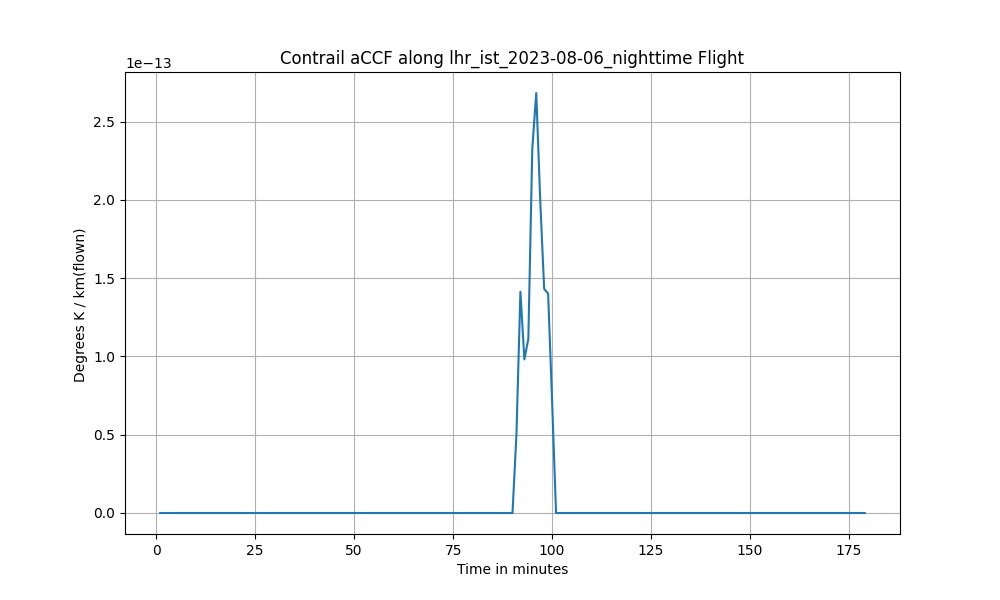 Contrail aCCF along lhr_ist_2023-08-06_nighttime Flight
1e−13
2.5
2.0
1.5
1.0
0.5
0.0
Degrees K / km(flown)
0 25 50 75 100 125 150 175
Time in minutes